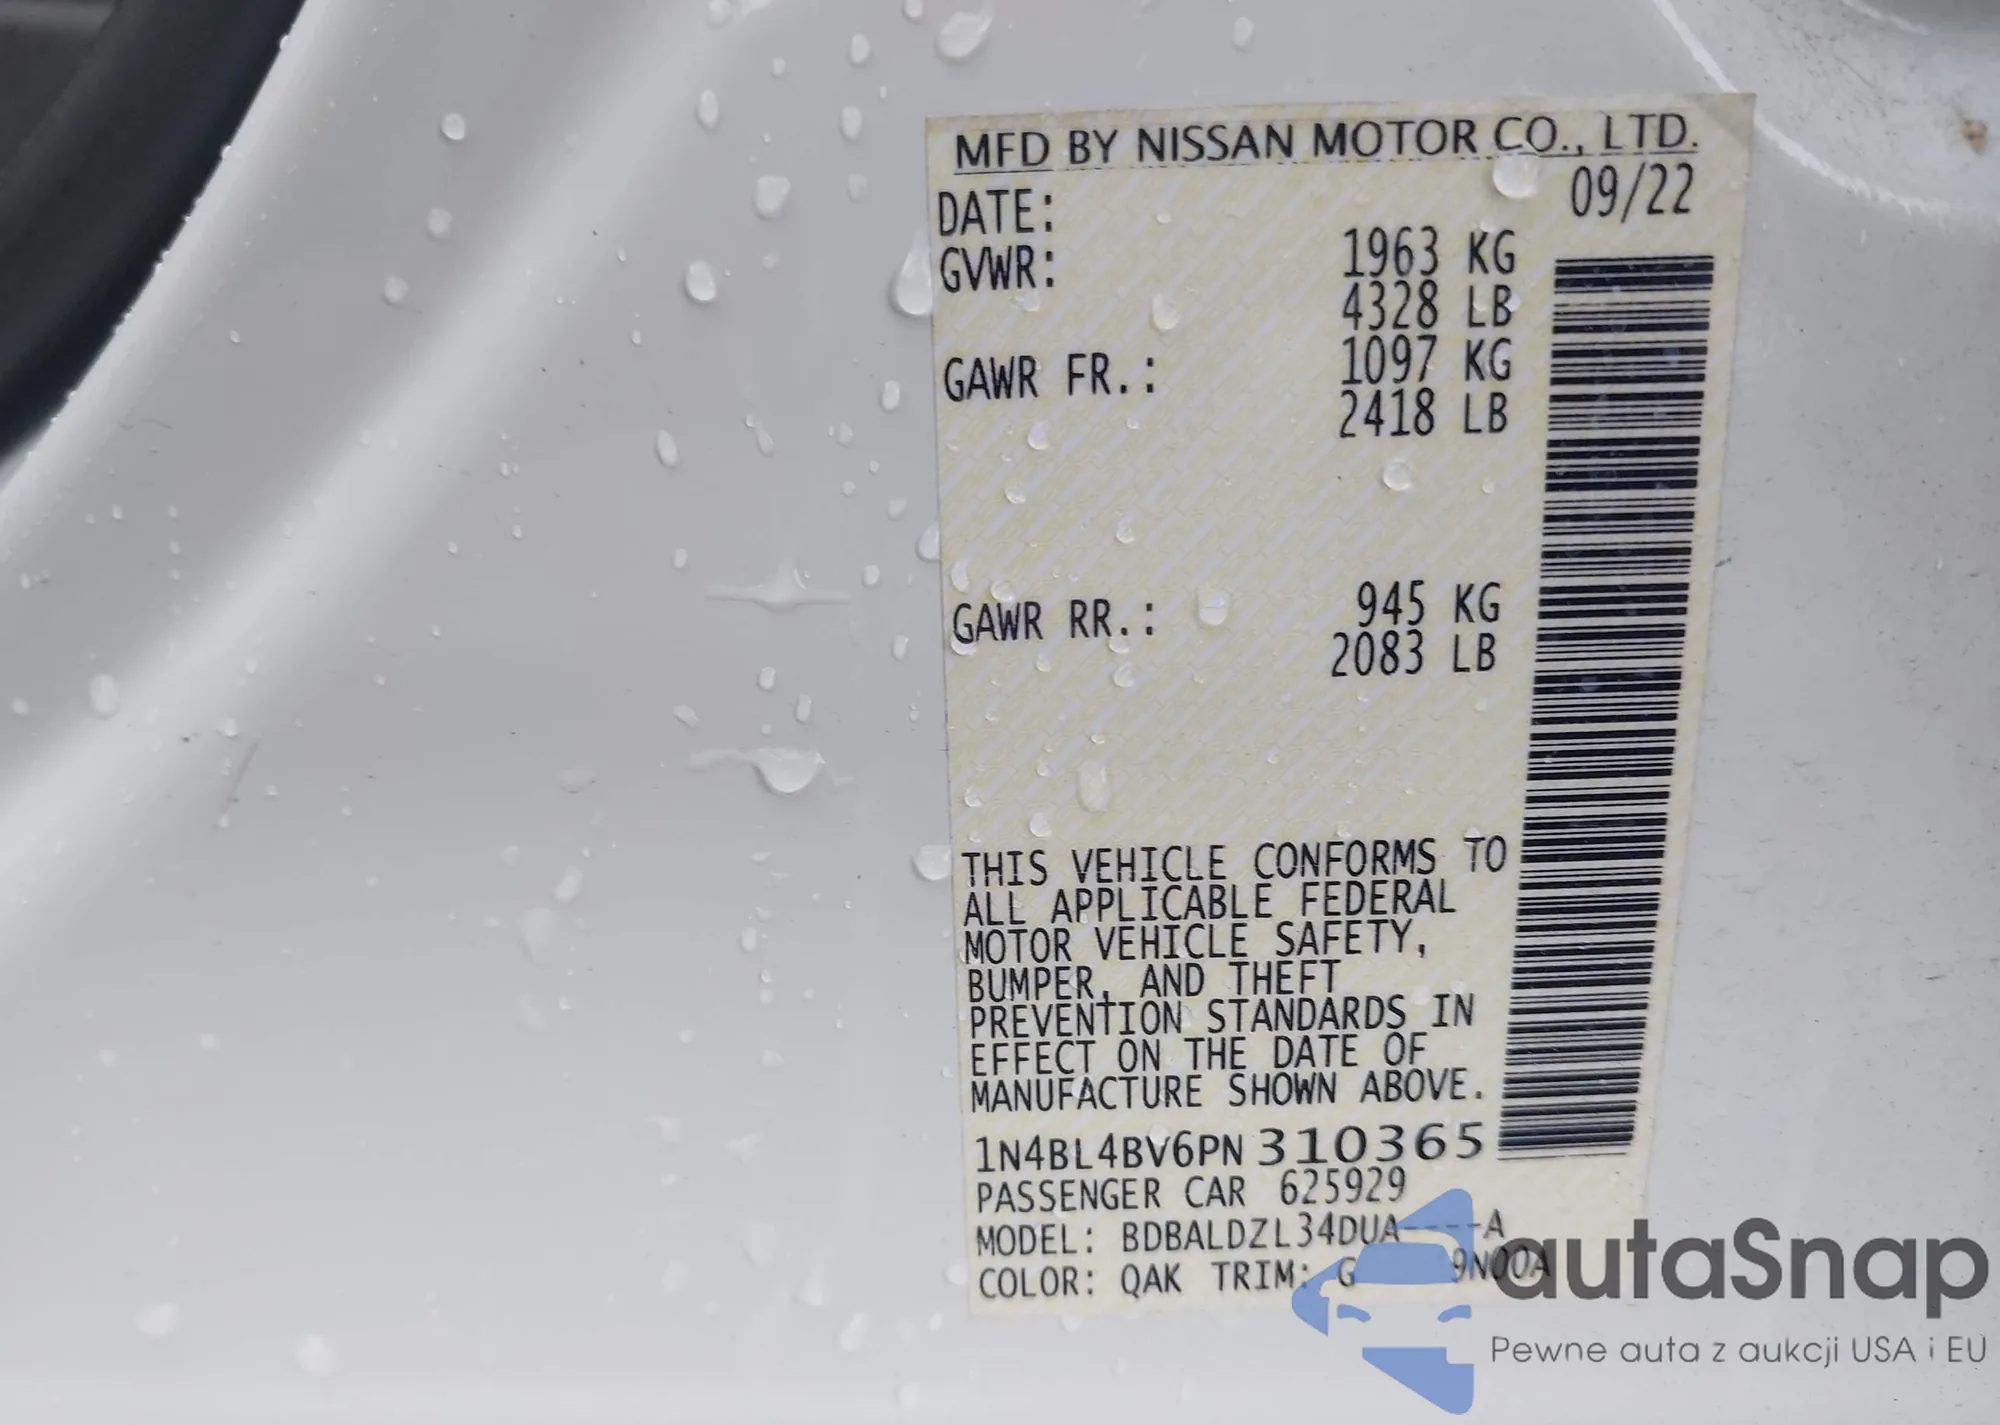 MFD BY NISSAN MOTOR CO., LTD.
DATE: 09/22
GVWR: 1963 KG
4328 LB
GAWR FR.: 1097 KG
2418 LB
GAWR RR.: 945 KG
2083 LB
THIS VEHICLE CONFORMS TO
ALL APPLICABLE FEDERAL
MOTOR VEHICLE SAFETY,
BUMPER, AND THEFT
PREVENTION STANDARDS IN
EFFECT ON THE DATE OF
MANUFACTURE SHOWN ABOVE.
1N4BL4BV6PN310365
PASSENGER CAR 625929
MODEL: BDBALDZL34DUA----A
COLOR: QAK TRIM: G 9N00A
autaSnap
Pewne auta z aukcji USA i EU